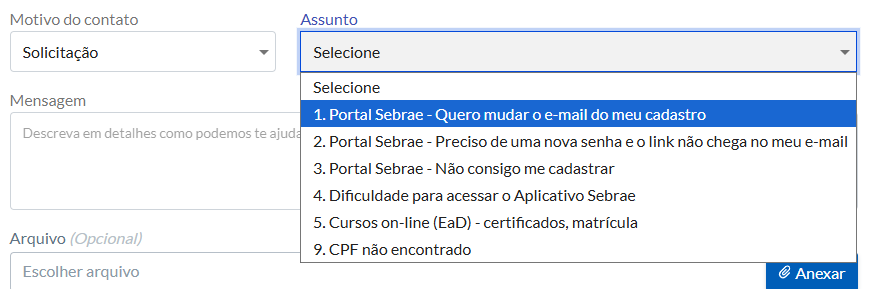 Motivo do contato
Assunto
Solicitação
Selecione
Selecione
1. Portal Sebrae - Quero mudar o e-mail do meu cadastro
Mensagem
Descreva em detalhes como podemos te ajuda
2. Portal Sebrae - Preciso de uma nova senha e o link não chega no meu e-mail
3. Portal Sebrae - Não consigo me cadastrar
4. Dificuldade para acessar o Aplicativo Sebrae
5. Cursos on-line (EaD) - certificados, matrícula
9. CPF não encontrado
Arquivo (Opcional)
Escolher arquivo
Anexar